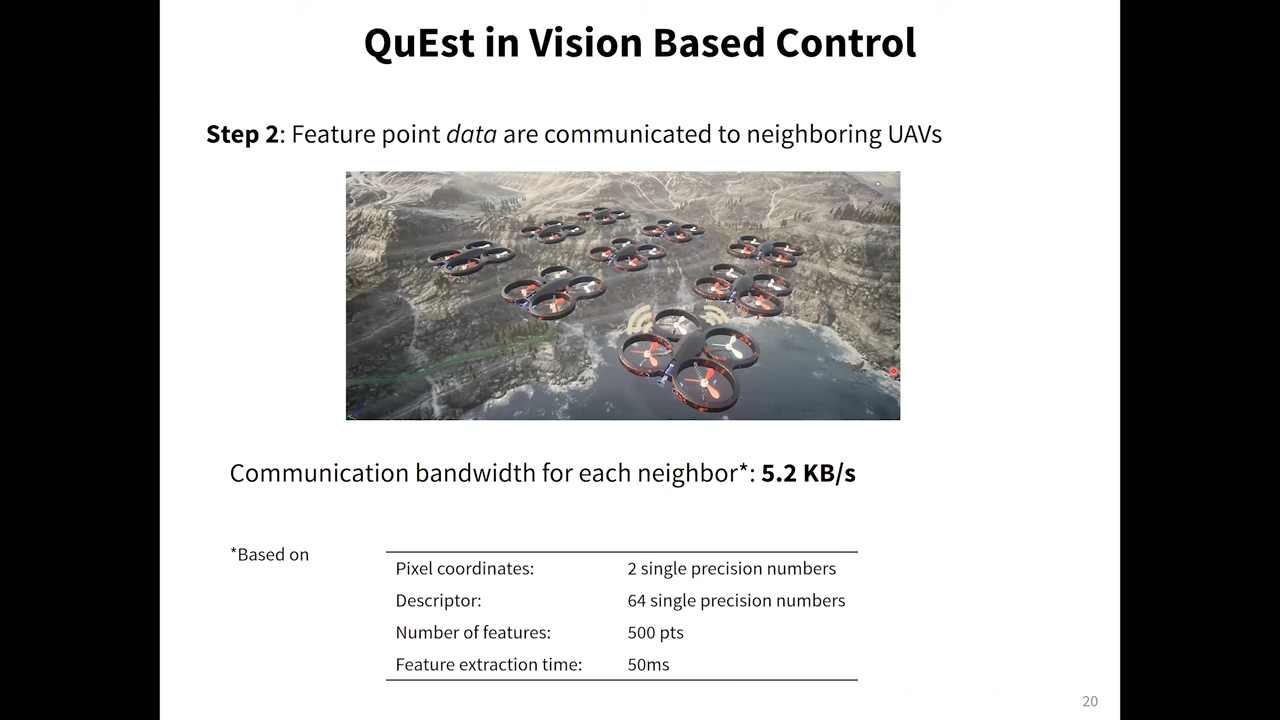 QuEst in Vision Based Control
Step 2: Feature point data are communicated to neighboring UAVs
Communication bandwidth for each neighbor*: 5.2 KB/s
*Based on
Pixel coordinates: 2 single precision numbers
Descriptor: 64 single precision numbers
Number of features: 500 pts
Feature extraction time: 50ms
20